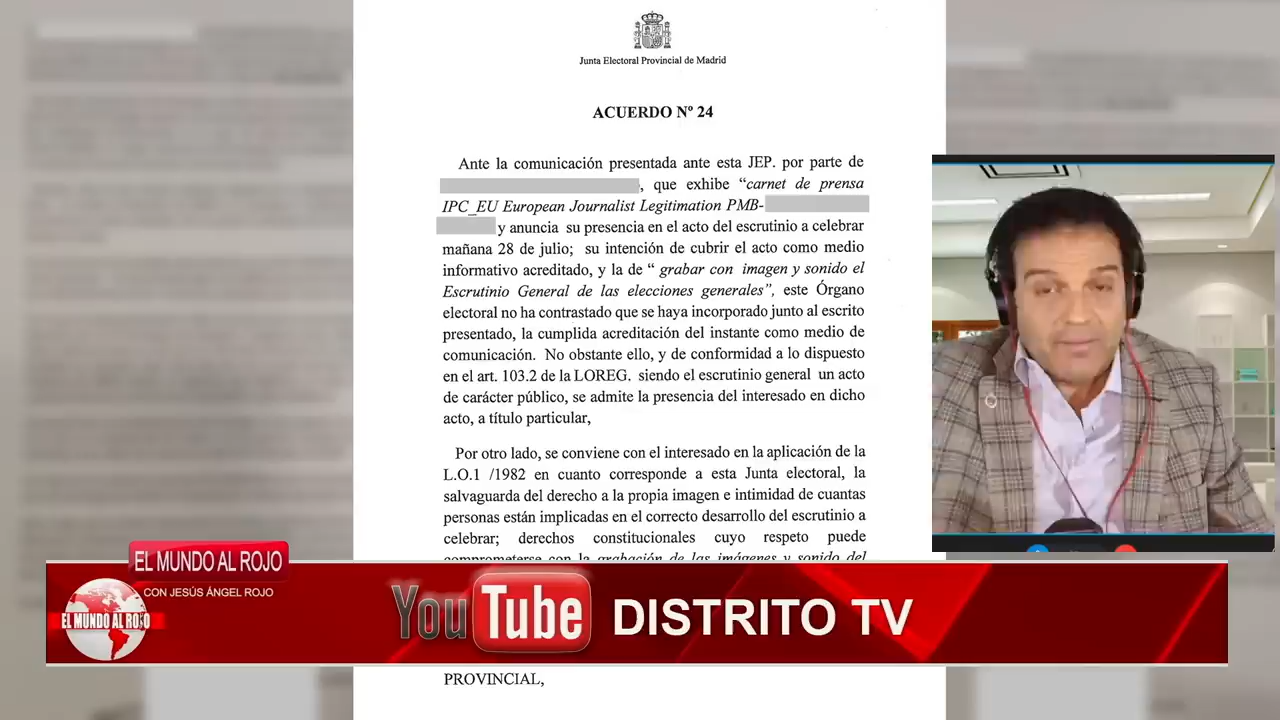 Junta Electoral Provincial de Madrid
ACUERDO Nº 24
Ante la comunicación presentada ante esta JEP. por parte de
, que exhibe “carnet de prensa
IPC_EU European Journalist Legitimation PMB-
y anuncia su presencia en el acto del escrutinio a celebrar
mañana 28 de julio; su intención de cubrir el acto como medio
informativo acreditado, y la de “ grabar con imagen y sonido el
Escrutinio General de las elecciones generales”, este Órgano
electoral no ha contrastado que se haya incorporado junto al escrito
presentado, la cumplida acreditación del instante como medio de
comunicación. No obstante ello, y de conformidad a lo dispuesto
en el art. 103.2 de la LOREG. siendo el escrutinio general un acto
de carácter público, se admite la presencia del interesado en dicho
acto, a título particular,
Por otro lado, se conviene con el interesado en la aplicación de la
L.O.1 /1982 en cuanto corresponde a esta Junta electoral, la
salvaguarda del derecho a la propia imagen e intimidad de cuantas
personas están implicadas en el correcto desarrollo del escrutinio a
celebrar; derechos constitucionales cuyo respeto puede
comprometerse con la grabación de las imágenes y sonido del
EL MUNDO AL ROJO
CON JESÚS ÁNGEL ROJO
EL MUNDO AL ROJO
YouTube DISTRITO TV
PROVINCIAL,